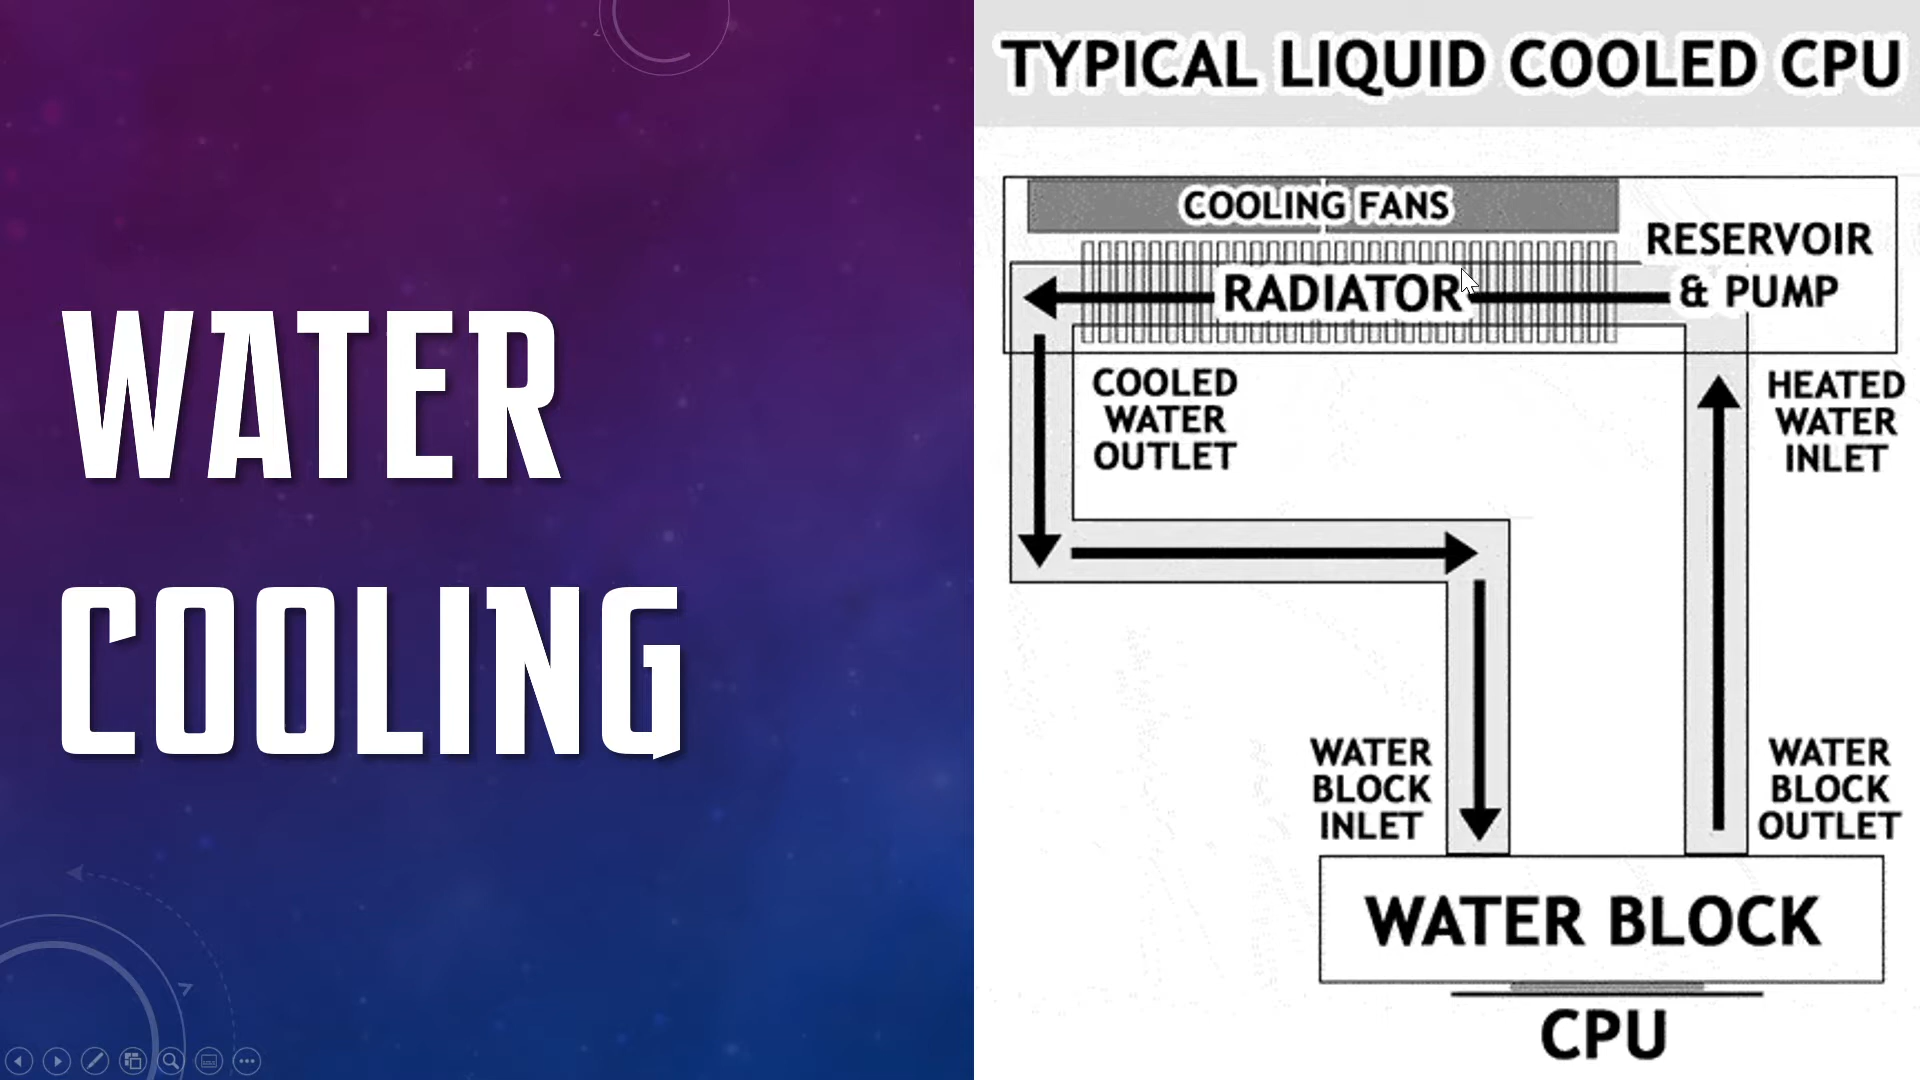 WATER
COOLING
TYPICAL LIQUID COOLED CPU
COOLING FANS
RESERVOIR
& PUMP
RADIATOR
COOLED
WATER
OUTLET
HEATED
WATER
INLET
WATER
BLOCK
INLET
WATER
BLOCK
OUTLET
WATER BLOCK
CPU